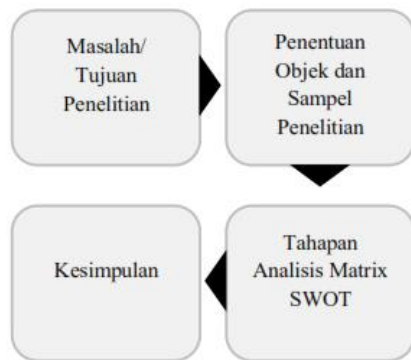 Masalah/
Tujuan
Penelitian
Penentuan
Objek dan
Sampel
Penelitian
Tahapan
Analisis Matrix
SWOT
Kesimpulan